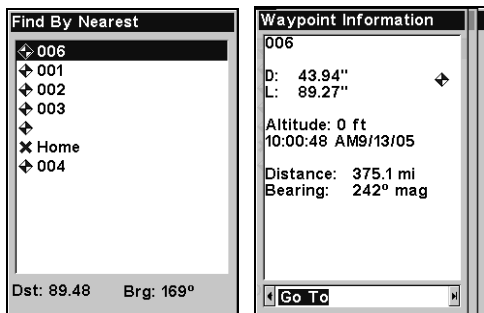 Find By Nearest
006
001
002
003
Home
004
Dst: 89.48 Brg: 169º
Waypoint Information
006
D: 43.94"
L: 89.27"
Altitude: 0 ft
10:00:48 AM9/13/05
Distance: 375.1 mi
Bearing: 242º mag
Go To